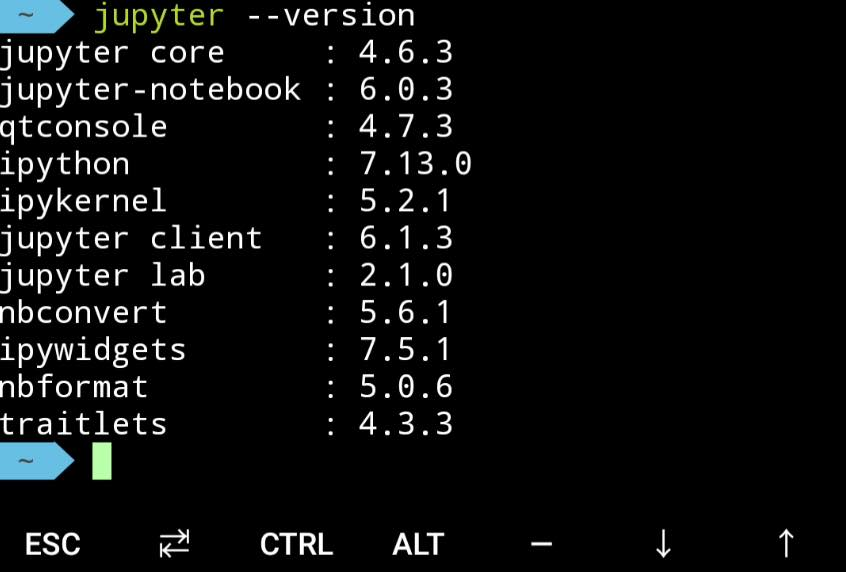 ~ jupyter --version
jupyter core     : 4.6.3
jupyter-notebook : 6.0.3
qtconsole        : 4.7.3
ipython          : 7.13.0
ipykernel        : 5.2.1
jupyter client   : 6.1.3
jupyter lab      : 2.1.0
nbconvert        : 5.6.1
ipywidgets       : 7.5.1
nbformat         : 5.0.6
traitlets        : 4.3.3
~
ESC ⇄ CTRL ALT — ↓ ↑